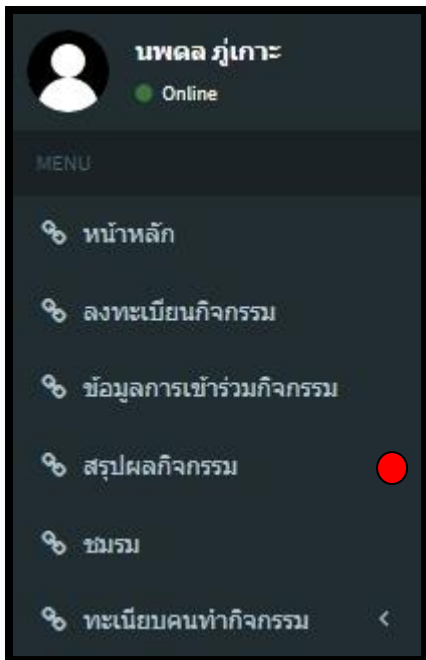 นพดล ภู่เกาะ
Online
MENU
หน้าหลัก
ลงทะเบียนกิจกรรม
ข้อมูลการเข้าร่วมกิจกรรม
สรุปผลกิจกรรม
ชมรม
ทะเนียบคนทำกิจกรรม